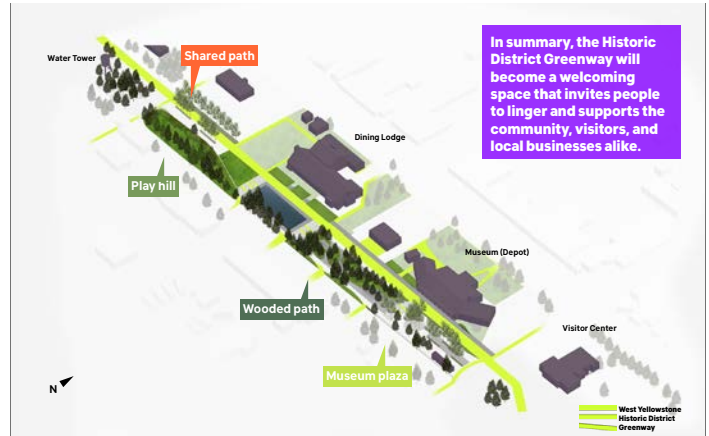 Water Tower
Shared path
In summary, the Historic
District Greenway will
become a welcoming
space that invites people
to linger and supports the
community, visitors, and
local businesses alike.
Dining Lodge
Play hill
Museum (Depot)
Wooded path
Visitor Center
Museum plaza
N
West Yellowstone
Historic District
Greenway